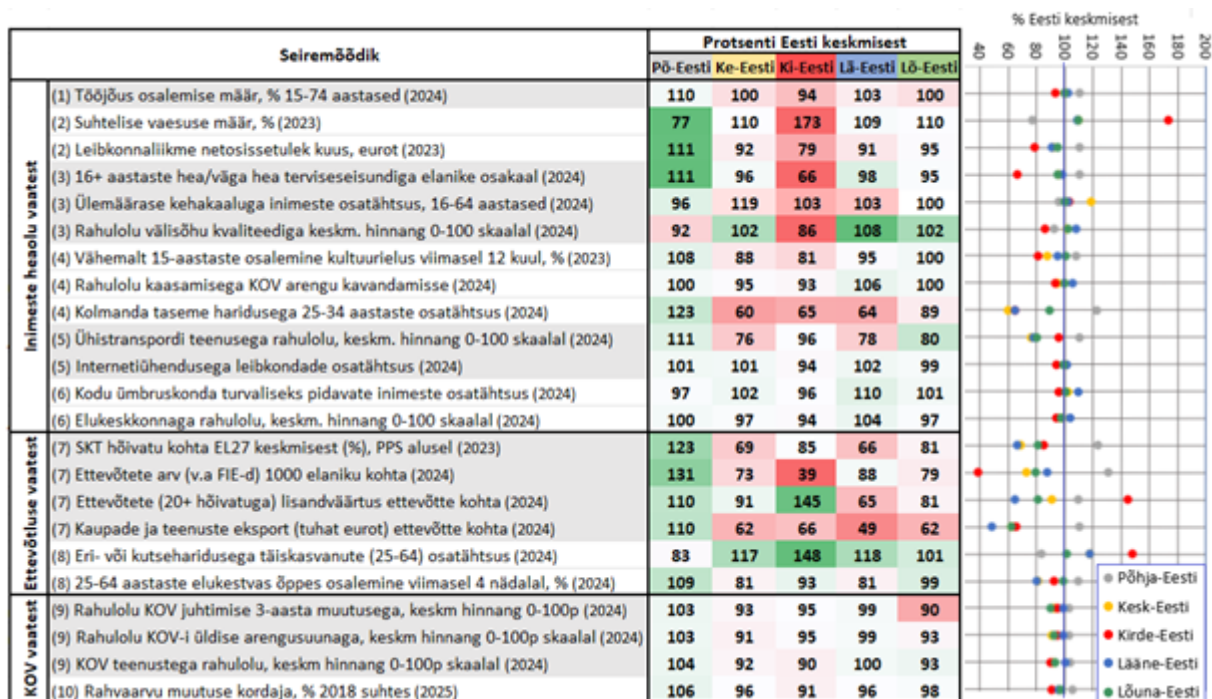 % Eesti keskmisest
40 60 80 100 120 140 160 180 200
Seiremõõdik
Protsenti Eesti keskmisest
Põ-Eesti Ke-Eesti Ki-Eesti Lä-Eesti Lõ-Eesti
Inimeste heaolu vaatest
(1) Tööjõus osalemise määr, % 15-74 aastased (2024) 110 100 94 103 100
(2) Suhtelise vaesuse määr, % (2023) 77 110 173 109 110
(2) Leibkonnaliikme netosissetulek kuus, eurot (2023) 111 92 79 91 95
(3) 16+ aastaste hea/väga hea terviseseisundiga elanike osakaal (2024) 111 96 66 98 95
(3) Ülemäärase kehakaaluga inimeste osatähtsus, 16-64 aastased (2024) 96 119 103 103 100
(3) Rahulolu välisõhu kvaliteediga keskm. hinnang 0-100 skaalal (2024) 92 102 86 108 102
(4) Vähemalt 15-aastaste osalemine kultuurielus viimasel 12 kuul, % (2023) 108 88 81 95 100
(4) Rahulolu kaasamisega KOV arengu kavandamisse (2024) 100 95 93 106 100
(4) Kolmanda taseme haridusega 25-34 aastaste osatähtsus (2024) 123 60 65 64 89
(5) Ühistranspordi teenusega rahulolu, keskm. hinnang 0-100 skaalal (2024) 111 76 96 78 80
(5) Internetiühendusega leibkondade osatähtsus (2024) 101 101 94 102 99
(6) Kodu ümbruskonda turvaliseks pidavate inimeste osatähtsus (2024) 97 102 96 110 101
(6) Elukeskkonnaga rahulolu, keskm. hinnang 0-100 skaalal (2024) 100 97 94 104 97
Ettevõtluse vaatest
(7) SKT hõivatu kohta EL27 keskmisest (%), PPS alusel (2023) 123 69 85 66 81
(7) Ettevõtete arv (v.a FIE-d) 1000 elaniku kohta (2024) 131 73 39 88 79
(7) Ettevõtete (20+ hõivatuga) lisandväärtus ettevõtte kohta (2024) 110 91 145 65 81
(7) Kaupade ja teenuste eksport (tuhat eurot) ettevõtte kohta (2024) 110 62 66 49 62
(8) Eri- või kutseharidusega täiskasvanute (25-64) osatähtsus (2024) 83 117 148 118 101
(8) 25-64 aastaste elukestvas õppes osalemine viimasel 4 nädalal, % (2024) 109 81 93 81 99
KOV vaatest
(9) Rahulolu KOV juhtimise 3-aasta muutusega, keskm hinnang 0-100p (2024) 103 93 95 99 90
(9) Rahulolu KOV-i üldise arengusuunaga, keskm hinnang 0-100p skaalal (2024) 103 91 95 99 93
(9) KOV teenustega rahulolu, keskm hinnang 0-100p skaalal (2024) 104 92 90 100 93
(10) Rahvaarvu muutuse kordaja, % 2018 suhtes (2025) 106 96 91 96 98
Põhja-Eesti
Kesk-Eesti
Kirde-Eesti
Lääne-Eesti
Lõuna-Eesti